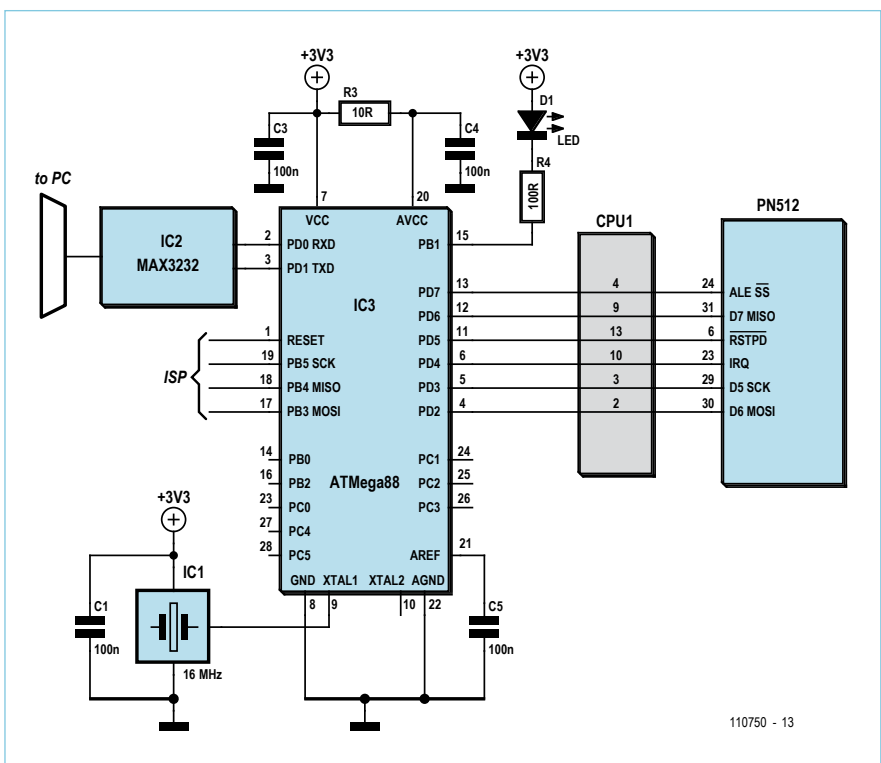 +3V3
+3V3
R3
10R
D1
LED
C3
100n
C4
100n
R4
100R
to PC
7
20
VCC
AVCC
IC2
MAX3232
2
PD0 RXD
3
PD1 TXD
PB1
15
CPU1
PN512
IC3
PD7
13
4
24
ALE S̅S̅
PD6
12
9
31
D7 MISO
1
RESET
PD5
11
13
6
R̅S̅T̅P̅D̅
ISP
19
PB5 SCK
PD4
6
10
23
IRQ
18
PB4 MISO
PD3
5
3
29
D5 SCK
17
PB3 MOSI
PD2
4
2
30
D6 MOSI
14
PB0
PC1
24
16
PB2
ATMega88
PC2
25
23
PC0
PC3
26
27
PC4
28
PC5
AREF
21
+3V3
IC1
GND
XTAL1
XTAL2
AGND
8
9
10
22
C1
100n
16 MHz
C5
100n
110750 - 13